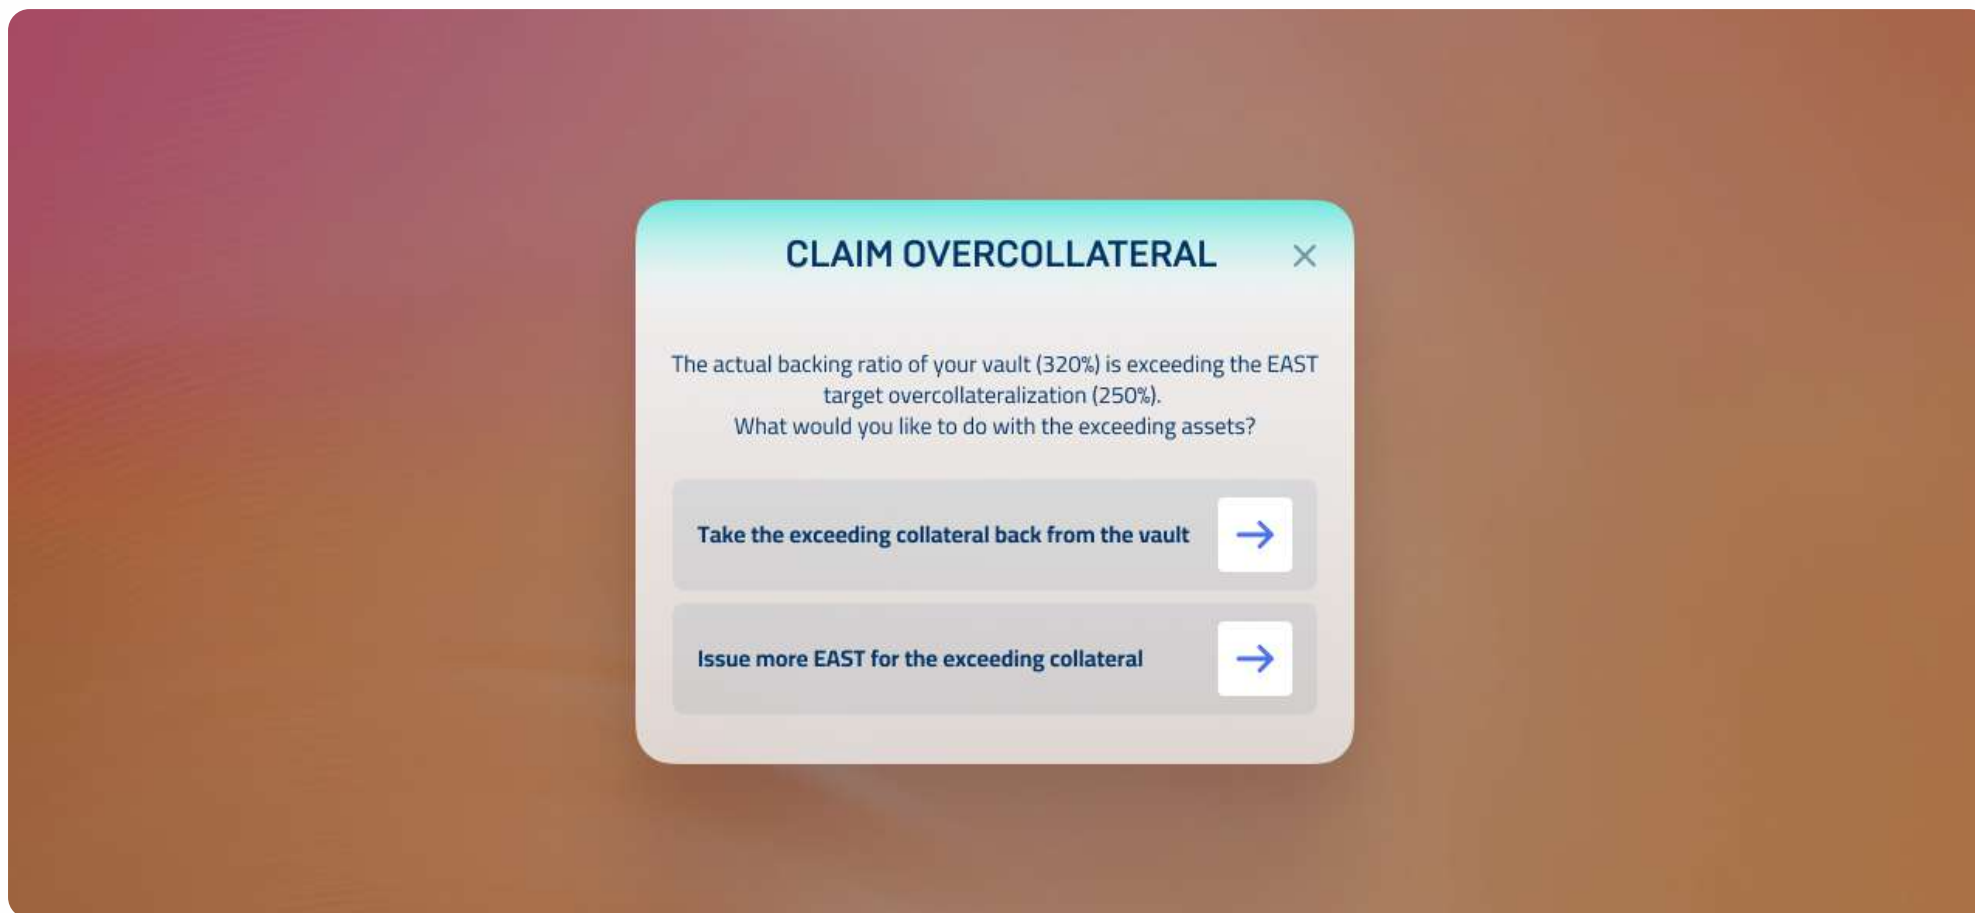 CLAIM OVERCOLLATERAL
The actual backing ratio of your vault (320%) is exceeding the EAST
target overcollateralization (250%).
What would you like to do with the exceeding assets?
Take the exceeding collateral back from the vault
Issue more EAST for the exceeding collateral